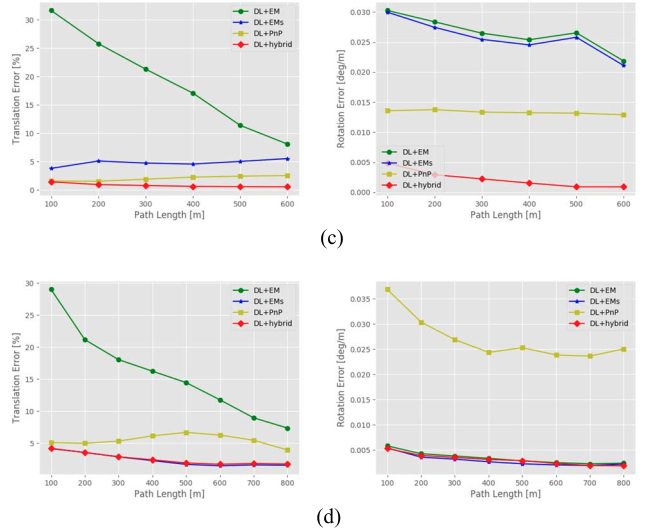 DL+EM
DL+EMs
DL+PnP
DL+hybrid
30
25
20
15
10
5
0
Translation Error [%]
100 200 300 400 500 600
Path Length [m]
0.030
0.025
0.020
0.015
0.010
0.005
0.000
Rotation Error [deg/m]
DL+EM
DL+EMs
DL+PnP
DL+hybrid
100 200 300 400 500 600
Path Length [m]
(c)
DL+EM
DL+EMs
DL+PnP
DL+hybrid
30
25
20
15
10
5
Translation Error [%]
100 200 300 400 500 600 700 800
Path Length [m]
DL+EM
DL+EMs
DL+PnP
DL+hybrid
0.035
0.030
0.025
0.020
0.015
0.010
0.005
Rotation Error [deg/m]
100 200 300 400 500 600 700 800
Path Length [m]
(d)